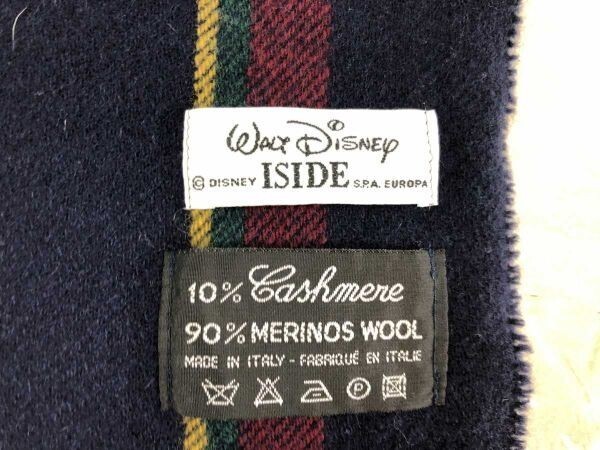 WALT DISNEY
© DISNEY ISIDE S.P.A. EUROPA
10% Cashmere
90% MERINOS WOOL
MADE IN ITALY - FABRIQUÉ EN ITALIE
P